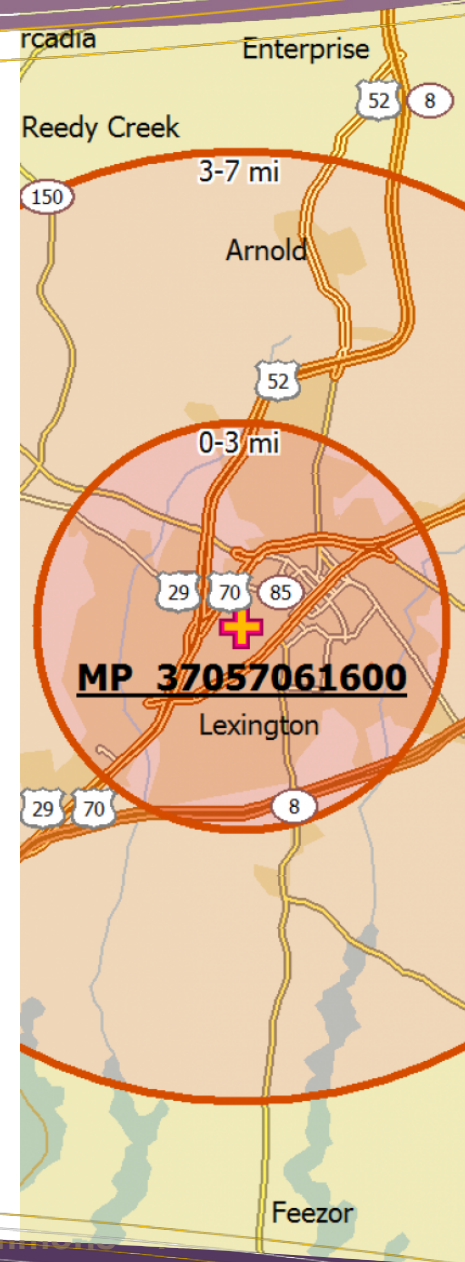 rcadia
Enterprise
52 8
Reedy Creek
3-7 mi
150
Arnold
52
0-3 mi
29 70 85
MP 37057061600
Lexington
29 70
8
Feezor